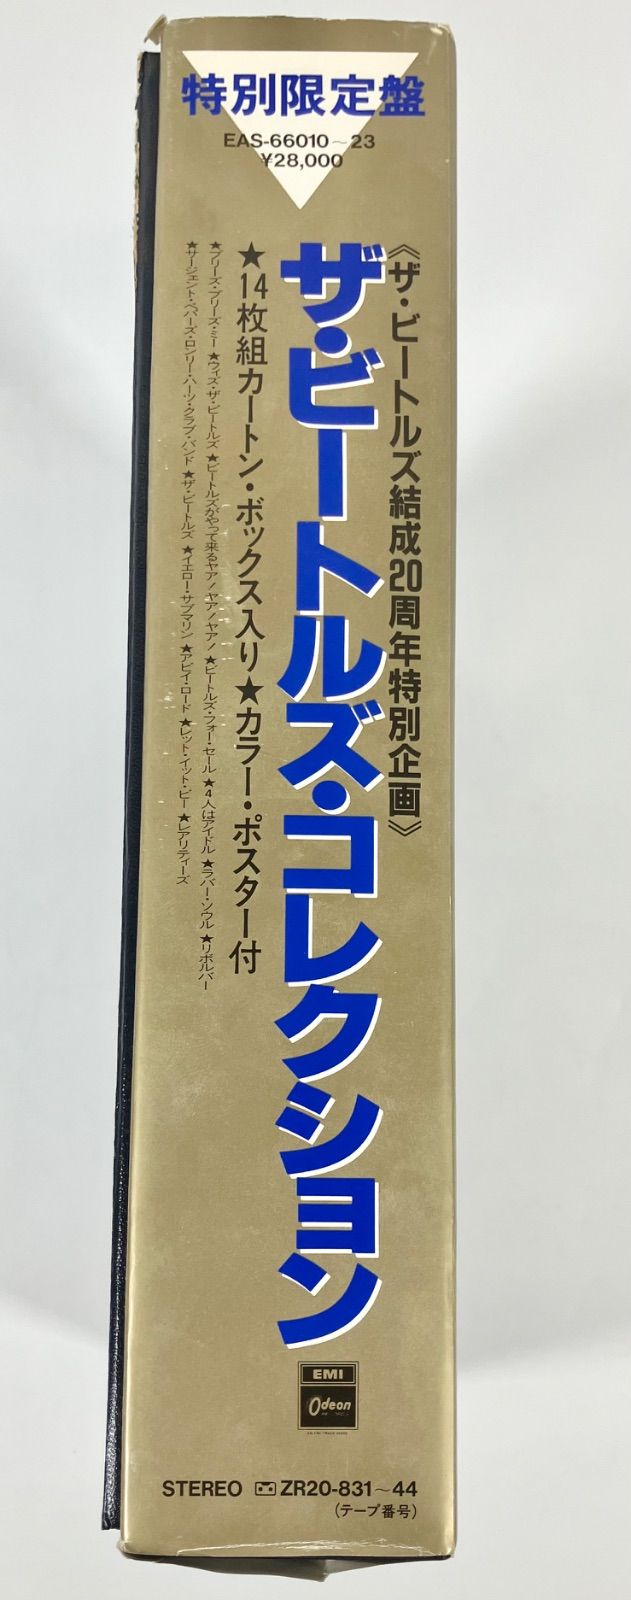 特別限定盤
EAS-66010～23
¥28,000
《ザ・ビートルズ結成20周年特別企画》
ザ・ビートルズ・コレクション
★14枚組カートン・ボックス入り★カラー・ポスター付
★プリーズ・プリーズ・ミー ★ウィズ・ザ・ビートルズ ★ビートルズがやって来るヤア!ヤア!ヤア! ★ビートルズ・フォー・セール ★4人はアイドル ★ラバー・ソウル ★リボルバー
★サージェント・ペパーズ・ロンリー・ハーツ・クラブ・バンド ★ザ・ビートルズ ★イエロー・サブマリン ★アビイ・ロード ★レット・イット・ビー ★レアリティーズ
EMI
Odeon
STEREO ZR20-831～44
(テープ番号)